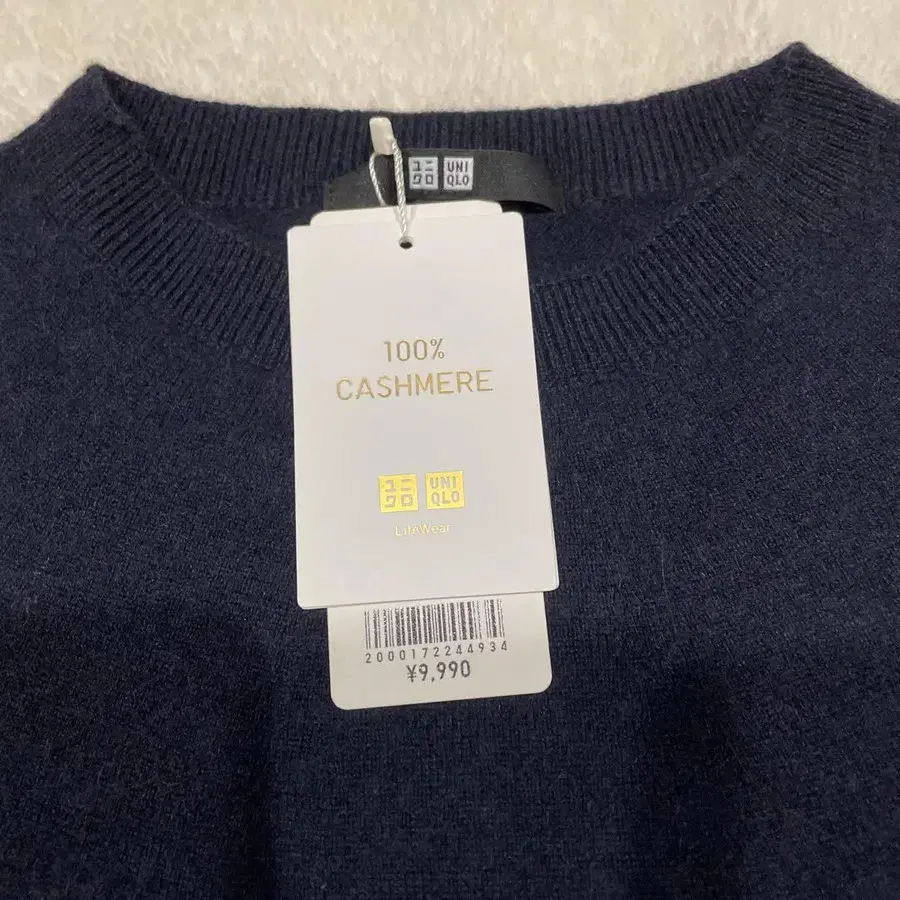 ユニ UNI
クロ QLO
100%
CASHMERE
ユニ UNI
クロ QLO
LifeWear
2000172244934
¥9,990